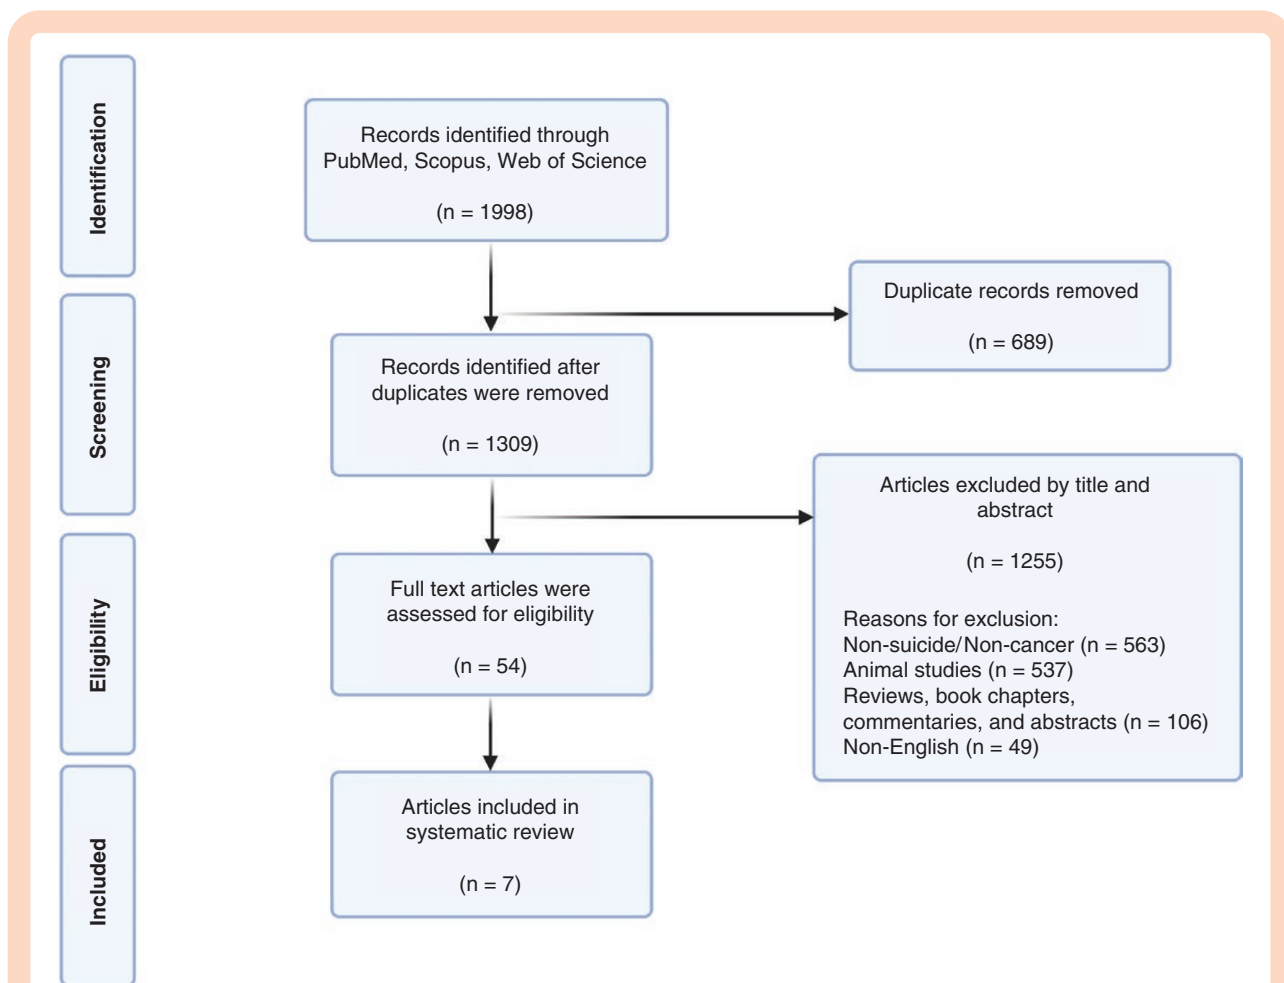 Identification
Records identified through
PubMed, Scopus, Web of Science
(n = 1998)
Duplicate records removed
(n = 689)
Screening
Records identified after
duplicates were removed
(n = 1309)
Articles excluded by title and
abstract
(n = 1255)
Reasons for exclusion:
Non-suicide/Non-cancer (n = 563)
Animal studies (n = 537)
Reviews, book chapters,
commentaries, and abstracts (n = 106)
Non-English (n = 49)
Eligibility
Full text articles were
assessed for eligibility
(n = 54)
Included
Articles included in
systematic review
(n = 7)